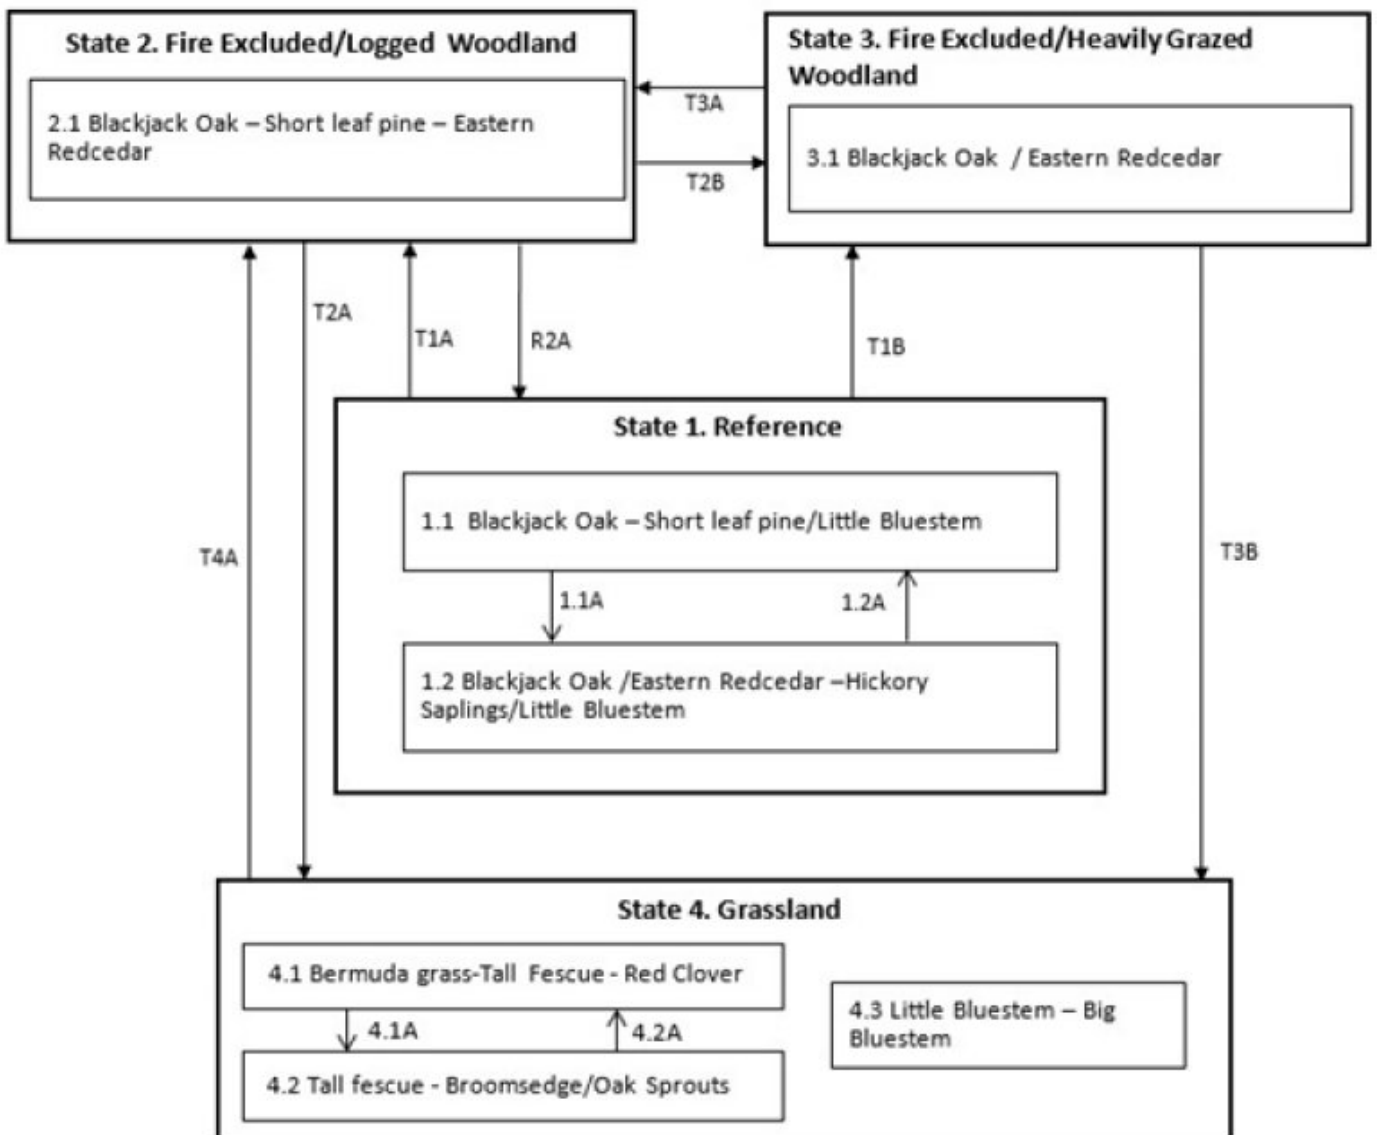 State 2. Fire Excluded/Logged Woodland
2.1 Blackjack Oak – Short leaf pine – Eastern
Redcedar
State 3. Fire Excluded/Heavily Grazed
Woodland
3.1 Blackjack Oak / Eastern Redcedar
T3A
T2B
T2A
T1A
R2A
T1B
State 1. Reference
1.1 Blackjack Oak – Short leaf pine/Little Bluestem
1.1A
1.2A
1.2 Blackjack Oak /Eastern Redcedar –Hickory
Saplings/Little Bluestem
T4A
T3B
State 4. Grassland
4.1 Bermuda grass-Tall Fescue - Red Clover
4.1A
4.2A
4.2 Tall fescue - Broomsedge/Oak Sprouts
4.3 Little Bluestem – Big
Bluestem